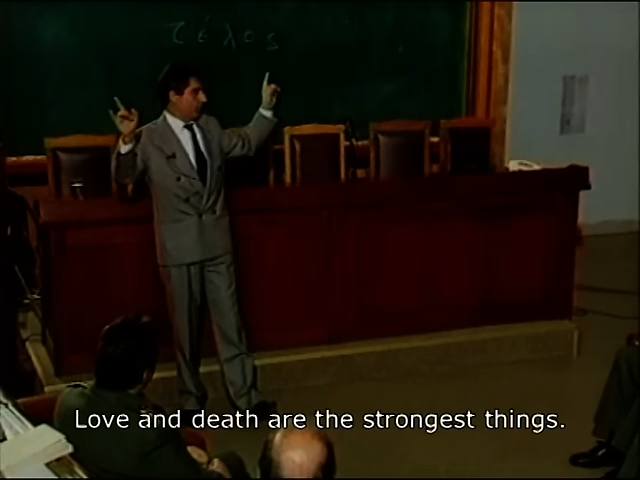 τέλος
Love and death are the strongest things.